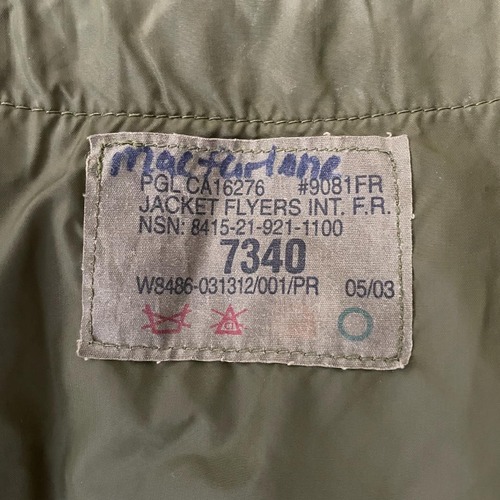 Macfarlane
PGL CA16276 #9081FR
JACKET FLYERS INT. F.R.
NSN: 8415-21-921-1100
7340
W8486-031312/001/PR 05/03